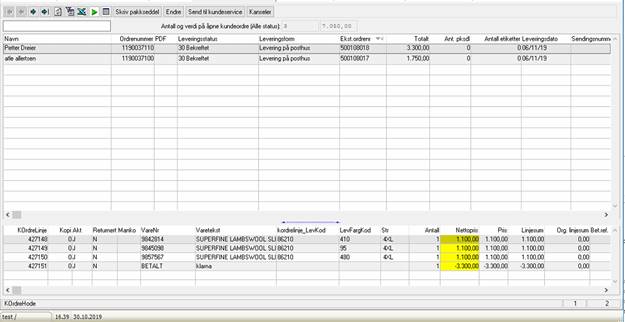 Skriv pakkseddel Endre Send til kundeservice Kanseler
Antall og verdi på åpne kundeordre (Alle status): 3 7.050,00
Navn Ordrenummer PDF Leveringsstatus Leveringsform Ekst.ordrenr Totalt Ant. pksdl Antall etiketter Leveringsdato Sendingsnumme
Petter Dreier 1190037110 30 Bekreftet Levering på posthus 500108018 3.300,00 0 0 06/11/19
atle allertsen 1190037100 30 Bekreftet Levering på posthus 500108017 1.750,00 0 0 06/11/19
KOrdreLinje Kopi Akt Returnert Manko VareNr Varetekst kordrelinje_LevKod LevFargKod Str Antall Nettopris Pris Linjesum Org. linjesum Bet.rel.
427148 0 J N 9842814 SUPERFINE LAMBSWOOL SLI 86210 410 4XL 1 1.100,00 1.100,00 1.100,00 0,00
427149 0 J N 9845098 SUPERFINE LAMBSWOOL SLI 86210 95 4XL 1 1.100,00 1.100,00 1.100,00 0,00
427150 0 J N 9857567 SUPERFINE LAMBSWOOL SLI 86210 480 4XL 1 1.100,00 1.100,00 1.100,00 0,00
427151 0 J N BETALT klarna 1 -3.300,00 -3.300,00 -3.300,00 0,00
KOrdreHode 1 2
test / 16.39 30.10.2019